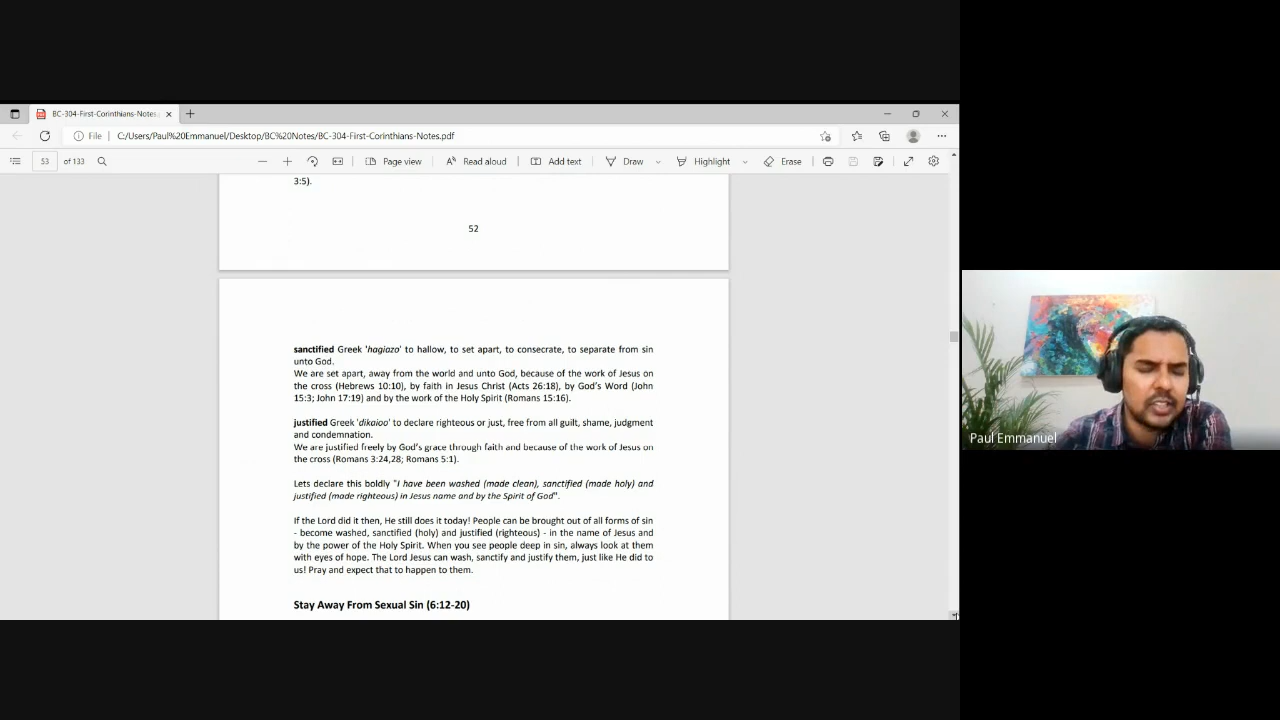 BC-304-First-Corinthians-Notes.
File
C:/Users/Paul%20Emmanuel/Desktop/BC%20Notes/BC-304-First-Corinthians-Notes.pdf
53 of 133
Page view
Read aloud
Add text
Draw
Highlight
Erase
3:5).
52
sanctified Greek 'hagiazo' to hallow, to set apart, to consecrate, to separate from sin
unto God.
We are set apart, away from the world and unto God, because of the work of Jesus on
the cross (Hebrews 10:10), by faith in Jesus Christ (Acts 26:18), by God's Word (John
15:3; John 17:19) and by the work of the Holy Spirit (Romans 15:16).
justified Greek 'dikaioo' to declare righteous or just, free from all guilt, shame, judgment
and condemnation.
We are justified freely by God's grace through faith and because of the work of Jesus on
the cross (Romans 3:24,28; Romans 5:1).
Lets declare this boldly "I have been washed (made clean), sanctified (made holy) and
justified (made righteous) in Jesus name and by the Spirit of God".
If the Lord did it then, He still does it today! People can be brought out of all forms of sin
- become washed, sanctified (holy) and justified (righteous) - in the name of Jesus and
by the power of the Holy Spirit. When you see people deep in sin, always look at them
with eyes of hope. The Lord Jesus can wash, sanctify and justify them, just like He did to
us! Pray and expect that to happen to them.
Stay Away From Sexual Sin (6:12-20)
Paul Emmanuel